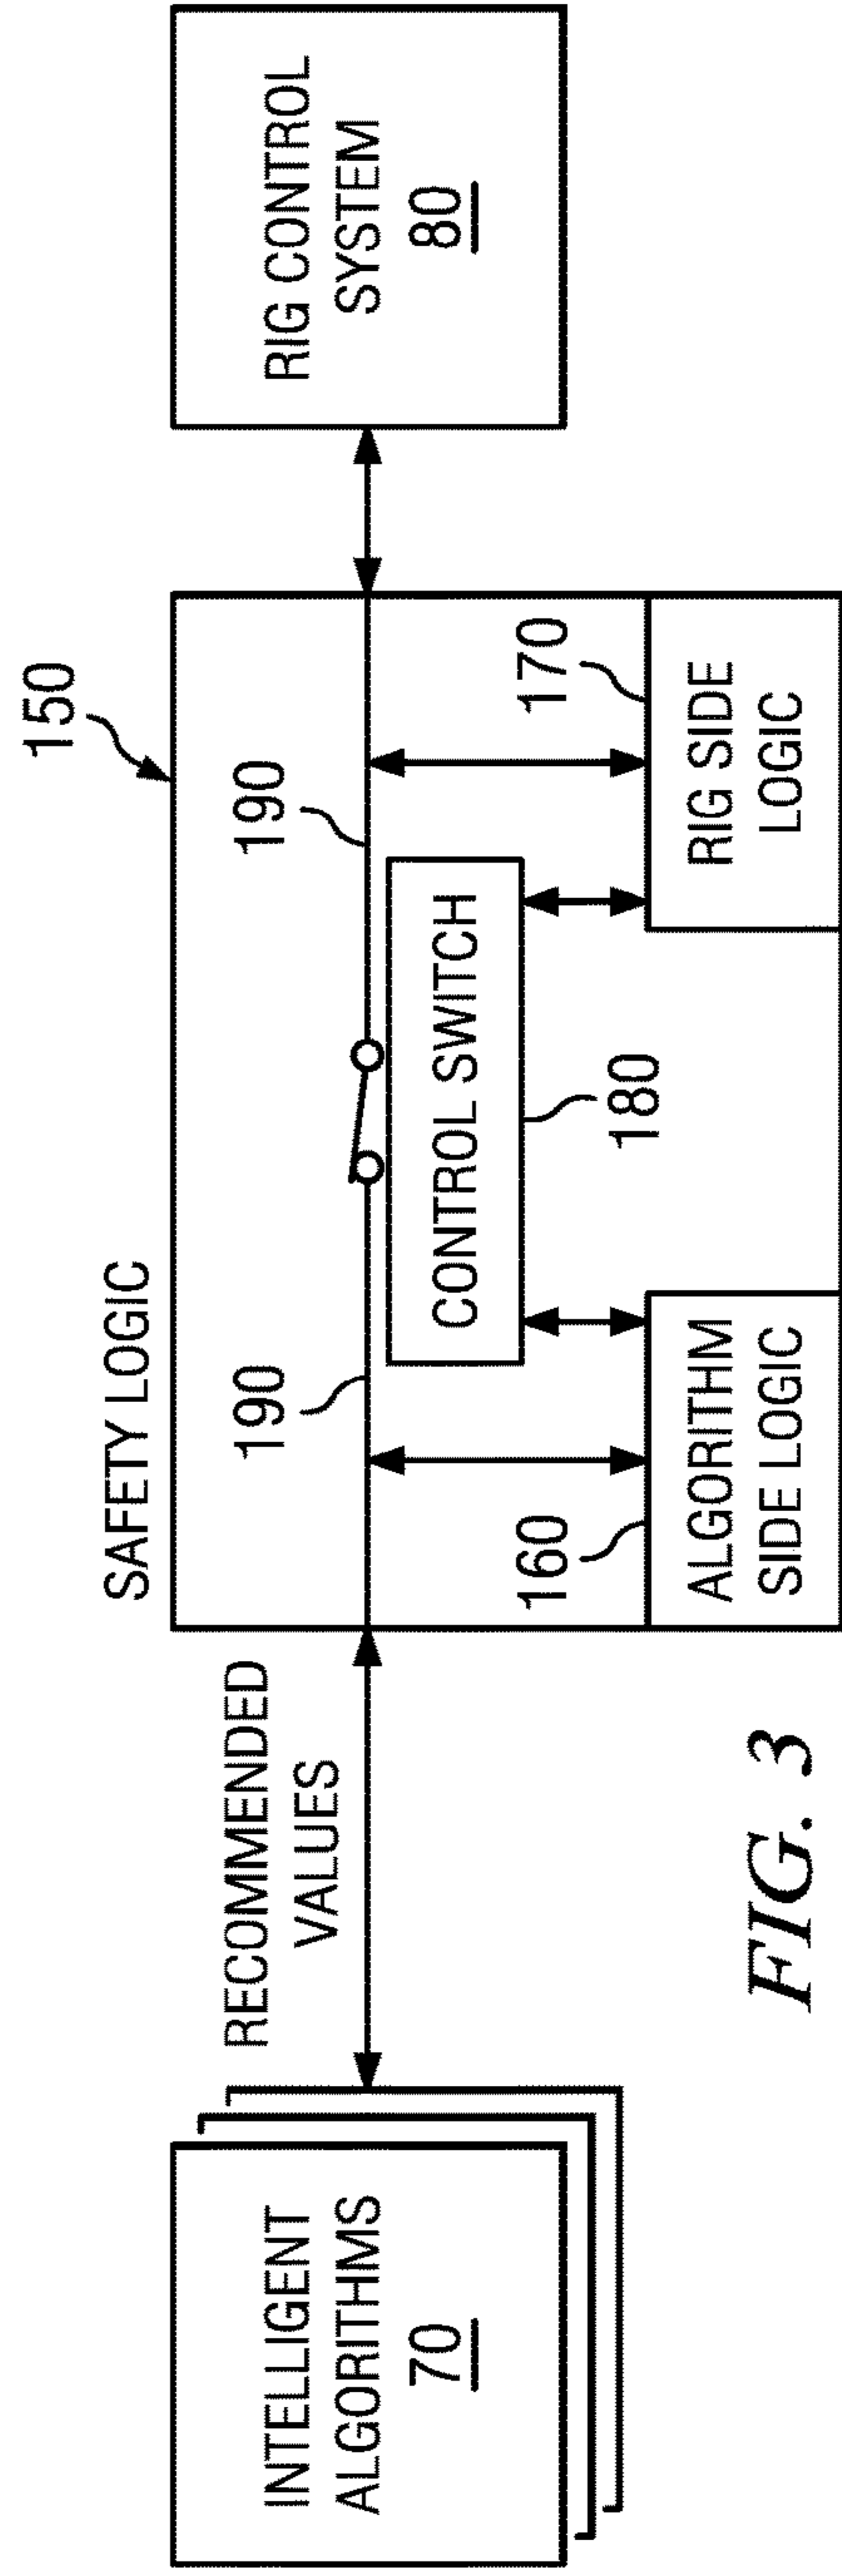 INTELLIGENT
ALGORITHMS
70
RECOMMENDED
VALUES
SAFETY LOGIC
150
190
190
CONTROL SWITCH
180
160
ALGORITHM
SIDE LOGIC
170
RIG SIDE
LOGIC
RIG CONTROL
SYSTEM
80
FIG. 3